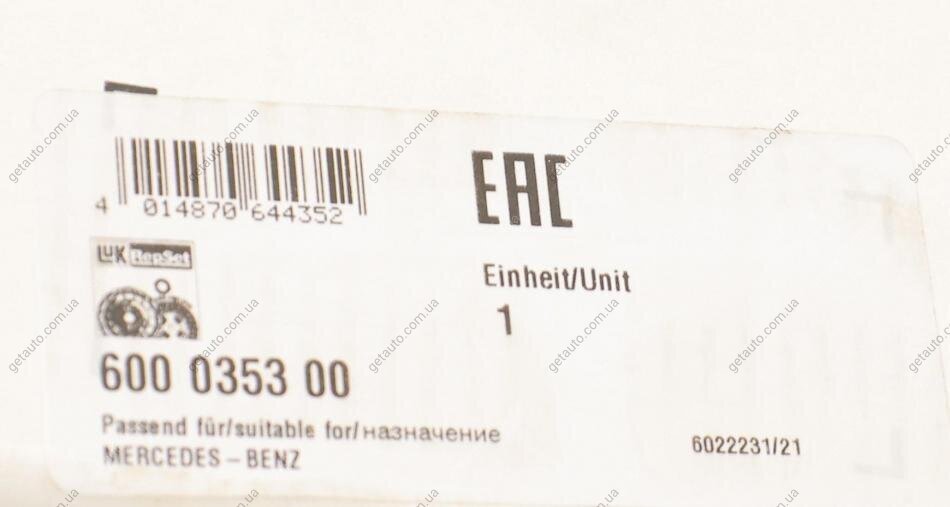 EAC
4 014870 644352
LuK RepSet
Einheit/Unit
1
600 0353 00
Passend für/suitable for/назначение
MERCEDES – BENZ
6022231/21
getauto.com.ua